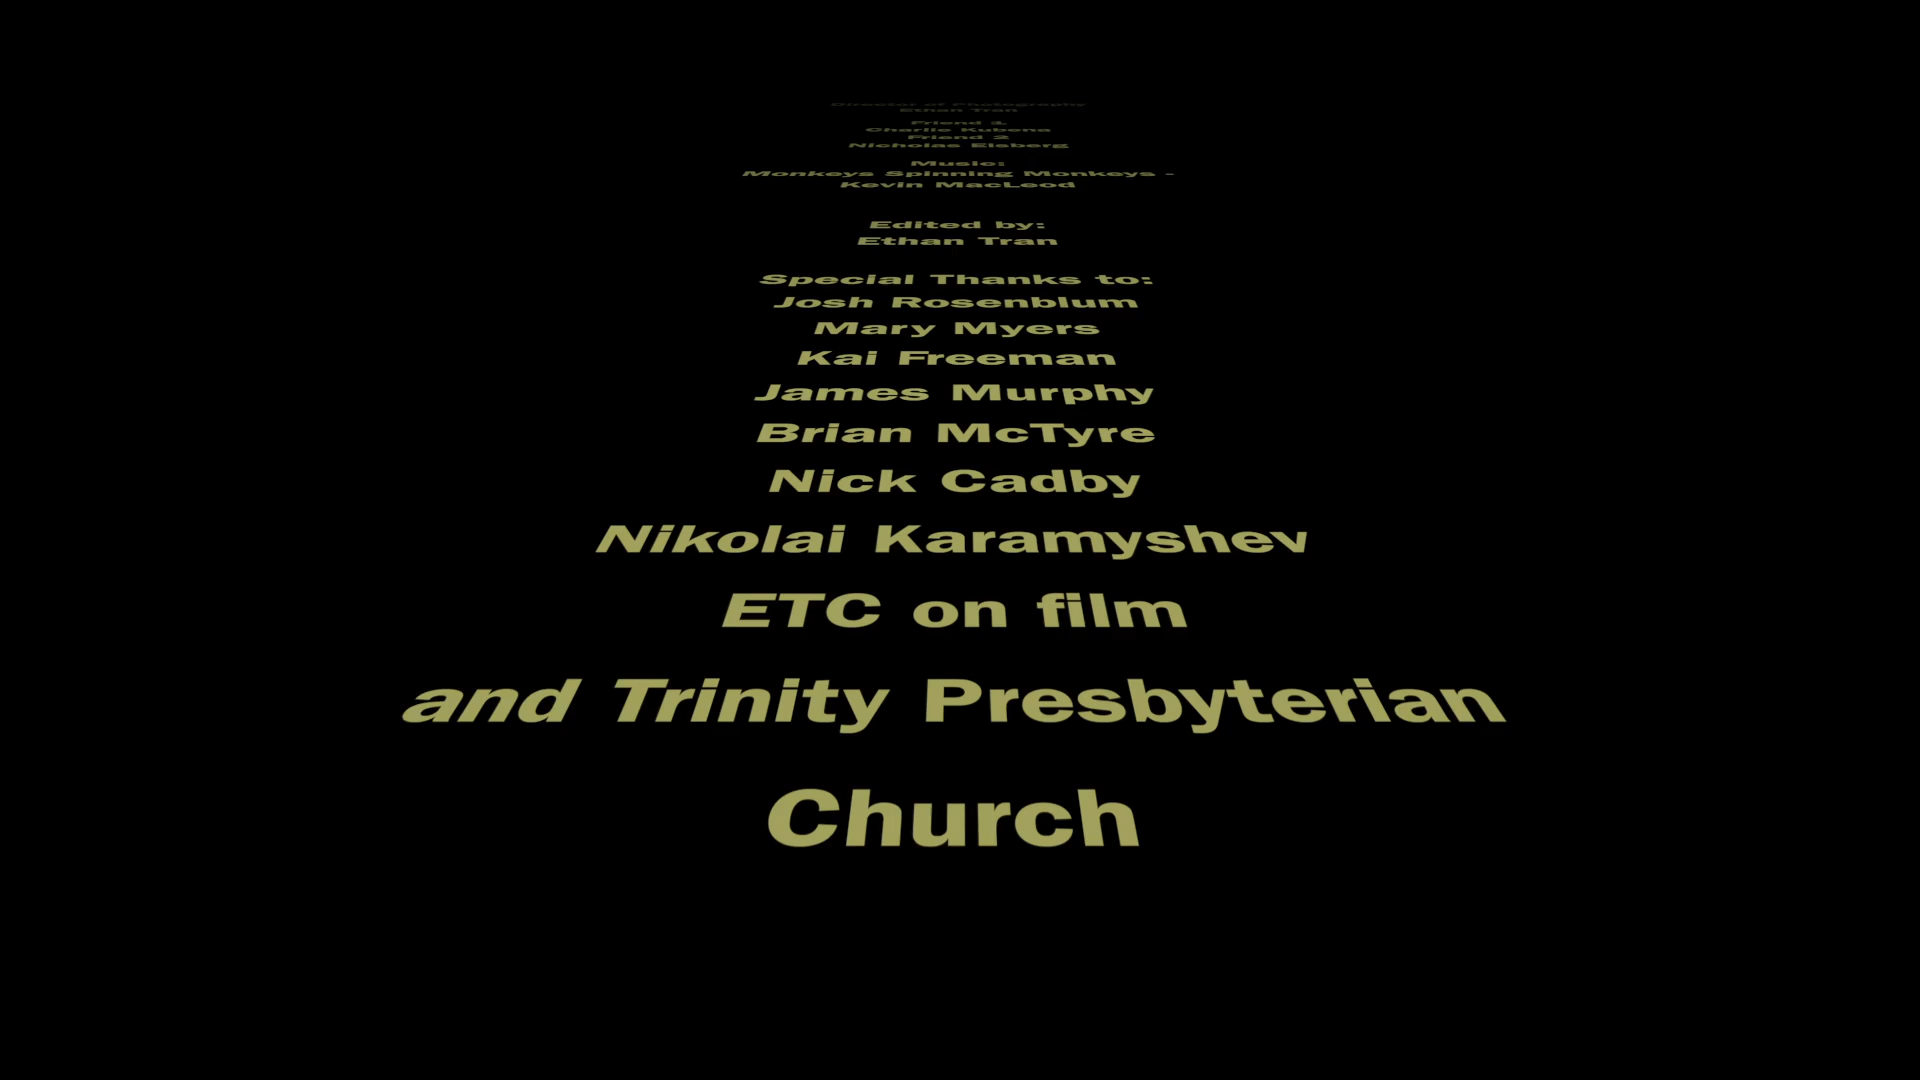 Director of Photography
Ethan Tran
Friend 1
Charlie Kubena
Friend 2
Nicholas Eisberg
Music:
Monkeys Spinning Monkeys -
Kevin MacLeod
Edited by:
Ethan Tran
Special Thanks to:
Josh Rosenblum
Mary Myers
Kai Freeman
James Murphy
Brian McTyre
Nick Cadby
Nikolai Karamyshev
ETC on film
and Trinity Presbyterian
Church